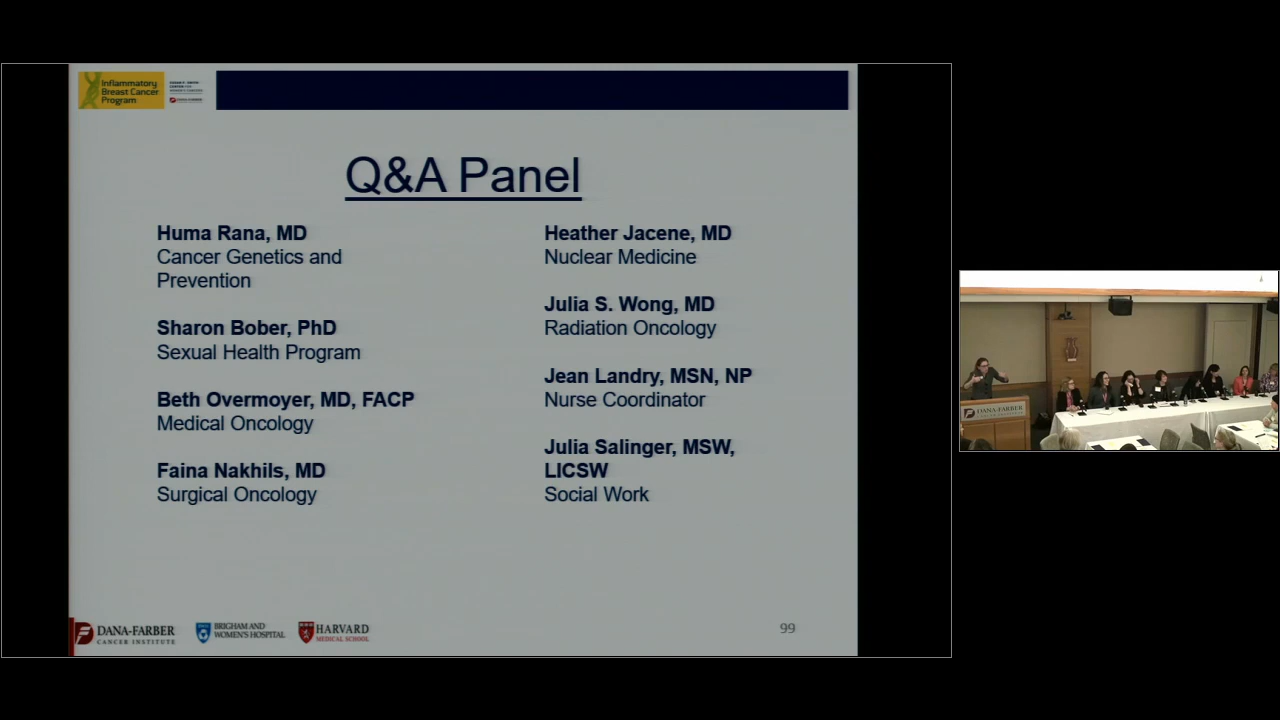 Inflammatory
Breast Cancer
Program
DANA-FARBER
Q&A Panel
Huma Rana, MD
Cancer Genetics and
Prevention
Sharon Bober, PhD
Sexual Health Program
Beth Overmoyer, MD, FACP
Medical Oncology
Faina Nakhils, MD
Surgical Oncology
Heather Jacene, MD
Nuclear Medicine
Julia S. Wong, MD
Radiation Oncology
Jean Landry, MSN, NP
Nurse Coordinator
Julia Salinger, MSW,
LICSW
Social Work
DANA-FARBER
CANCER INSTITUTE
BRIGHAM AND
WOMEN'S HOSPITAL
HARVARD
MEDICAL SCHOOL
99
DANA-FARBER